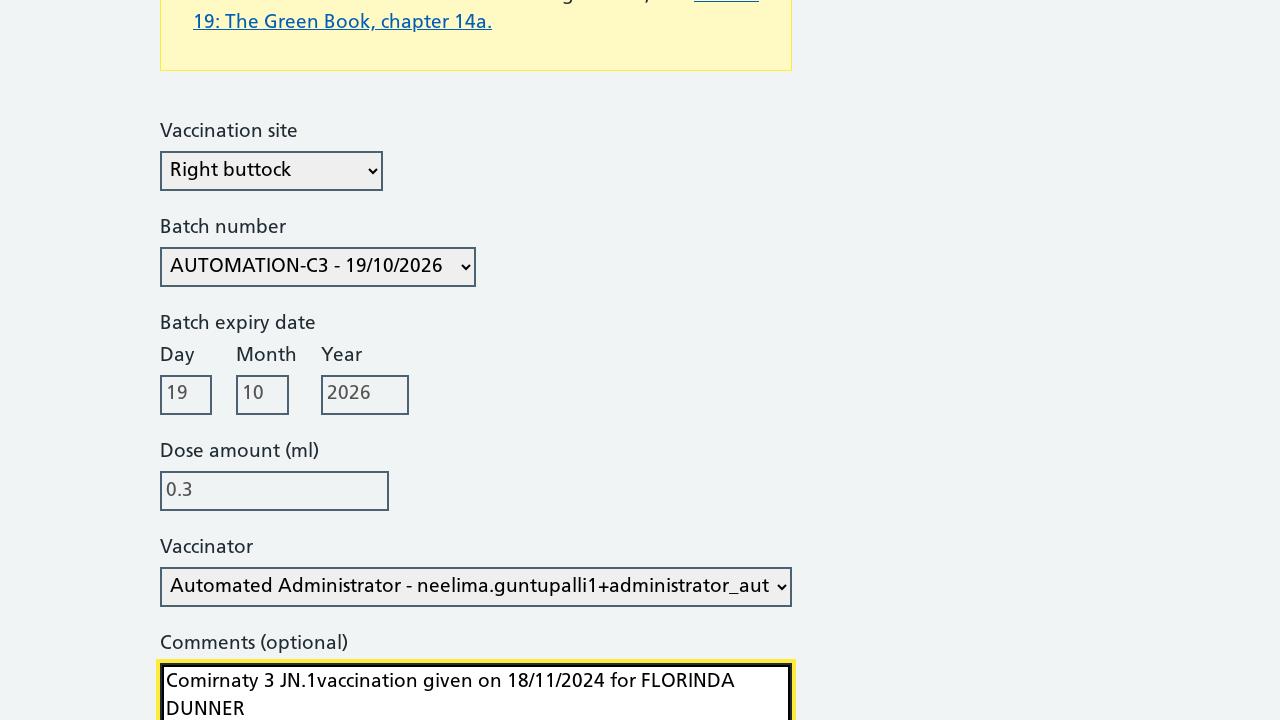 19: The Green Book, chapter 14a.
Vaccination site
Right buttock
Batch number
AUTOMATION-C3 - 19/10/2026
Batch expiry date
Day Month Year
19 10 2026
Dose amount (ml)
0.3
Vaccinator
Automated Administrator - neelima.guntupalli1+administrator_aut
Comments (optional)
Comirnaty 3 JN.1vaccination given on 18/11/2024 for FLORINDA
DUNNER